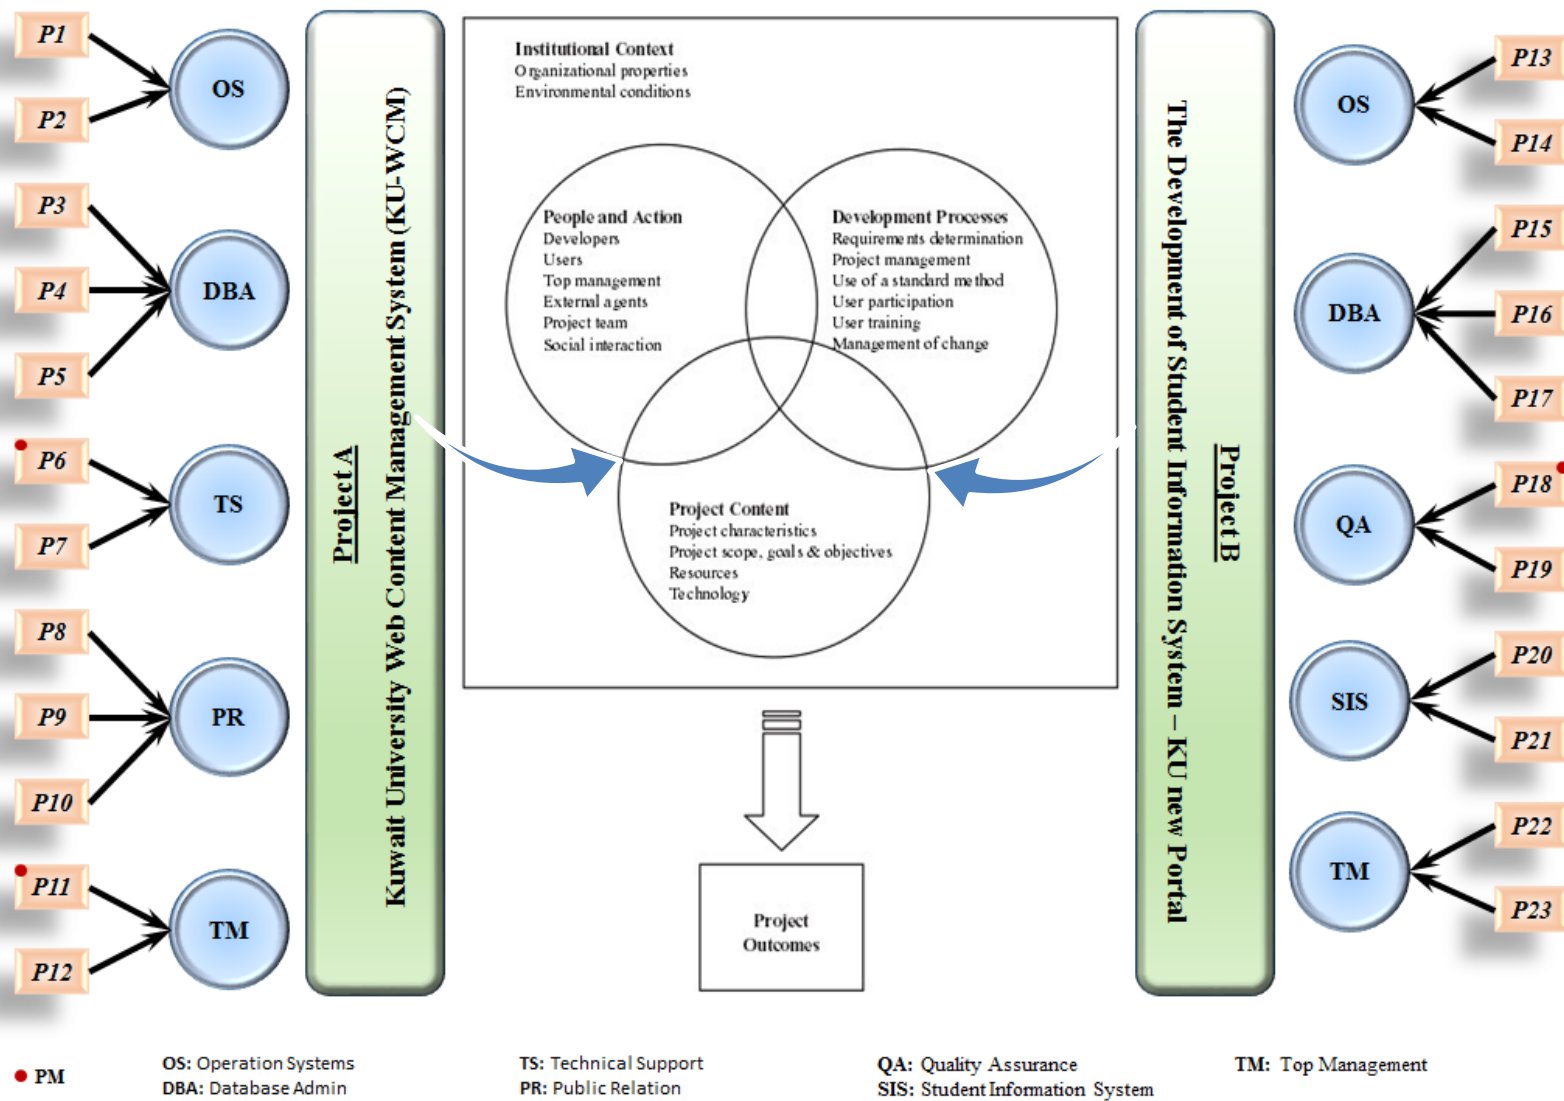 P1
P2
OS
P3
P4
P5
DBA
P6
P7
TS
P8
P9
P10
PR
P11
P12
TM
Project A
Kuwait University Web Content Management System (KU-WCM)
Institutional Context
Organizational properties
Environmental conditions
People and Action
Developers
Users
Top management
External agents
Project team
Social interaction
Development Processes
Requirements determination
Project management
Use of a standard method
User participation
User training
Management of change
Project Content
Project characteristics
Project scope, goals & objectives
Resources
Technology
Project
Outcomes
The Development of Student Information System – KU new Portal
Project B
OS
P13
P14
DBA
P15
P16
P17
QA
P18
P19
SIS
P20
P21
TM
P22
P23
PM
OS: Operation Systems
DBA: Database Admin
TS: Technical Support
PR: Public Relation
QA: Quality Assurance
SIS: Student Information System
TM: Top Management